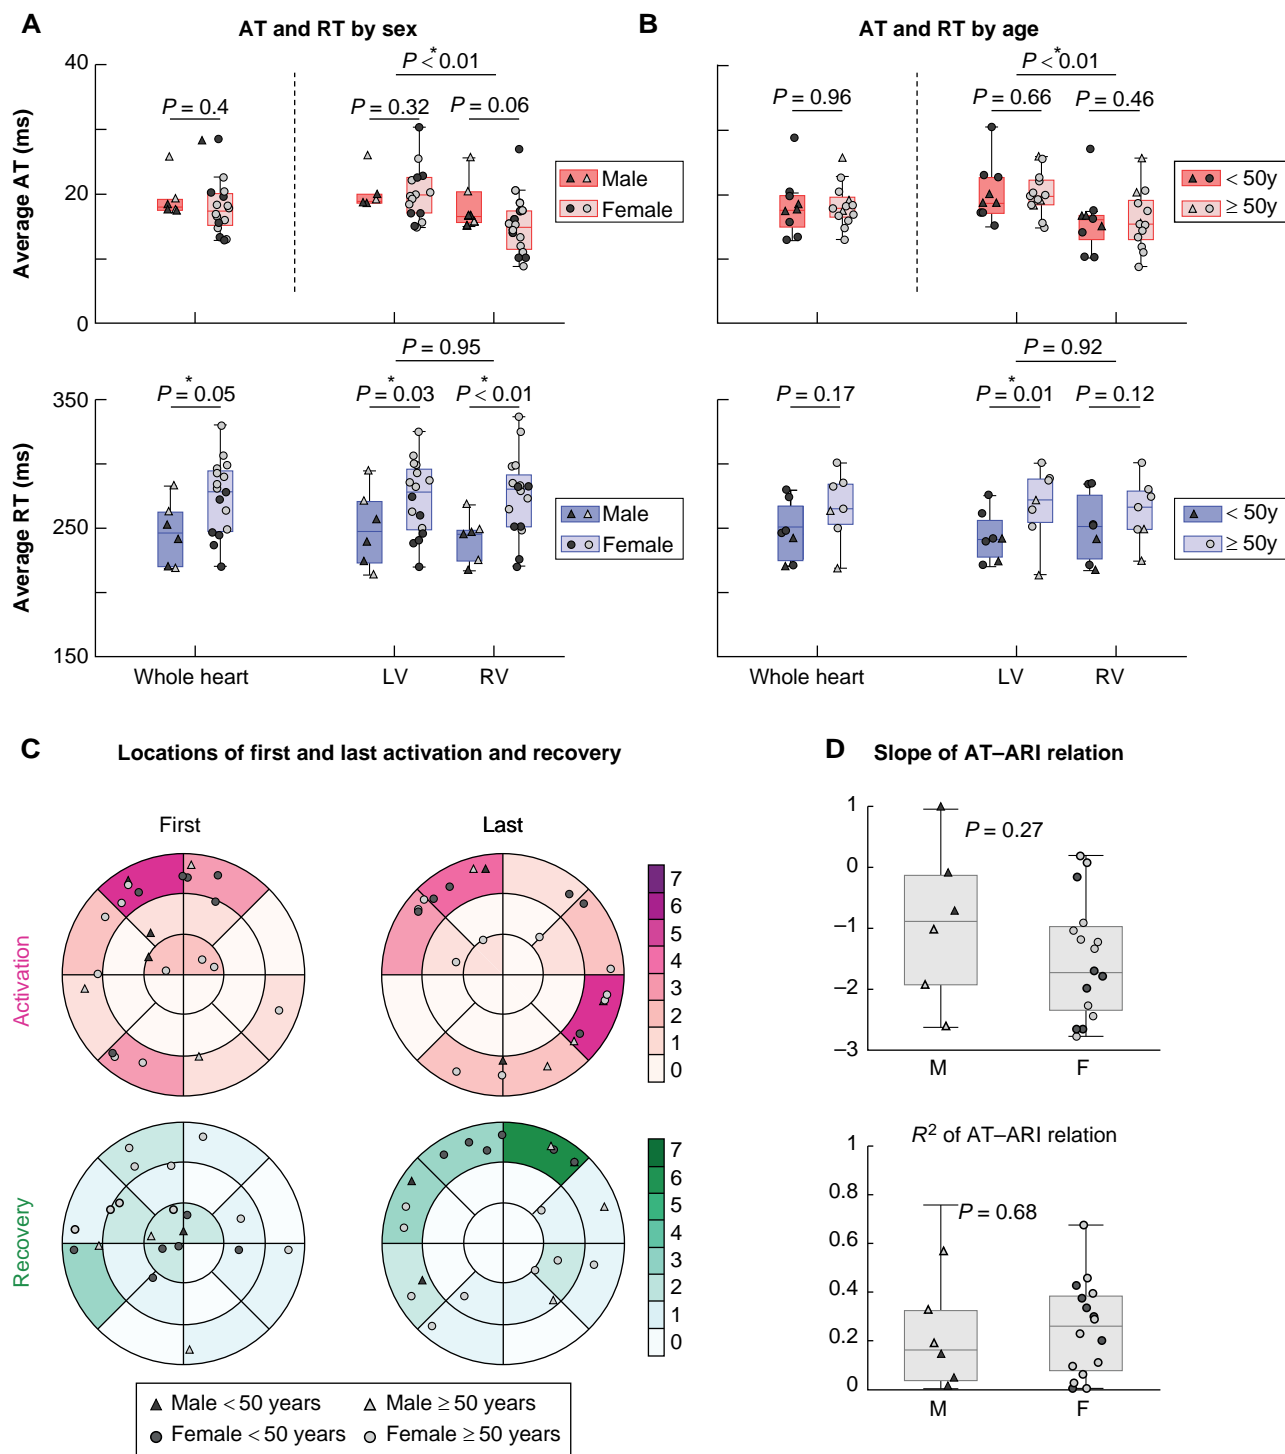 A
AT and RT by sex
Average AT (ms)
40
20
0
P = 0.4
P = 0.32
P = 0.06
*
P < 0.01
Male
Female
Average RT (ms)
350
250
150
*
P = 0.05
*
P = 0.03
*
P < 0.01
P = 0.95
Male
Female
Whole heart
LV
RV
B
AT and RT by age
P = 0.96
P = 0.66
P = 0.46
*
P < 0.01
< 50y
≥ 50y
P = 0.17
*
P = 0.01
P = 0.12
P = 0.92
< 50y
≥ 50y
Whole heart
LV
RV
C
Locations of first and last activation and recovery
First
Last
Activation
7
6
5
4
3
2
1
0
Recovery
7
6
5
4
3
2
1
0
Male < 50 years
Male ≥ 50 years
Female < 50 years
Female ≥ 50 years
D
Slope of AT–ARI relation
1
0
–1
–2
–3
P = 0.27
M
F
R² of AT–ARI relation
1
0.8
0.6
0.4
0.2
0
P = 0.68
M
F